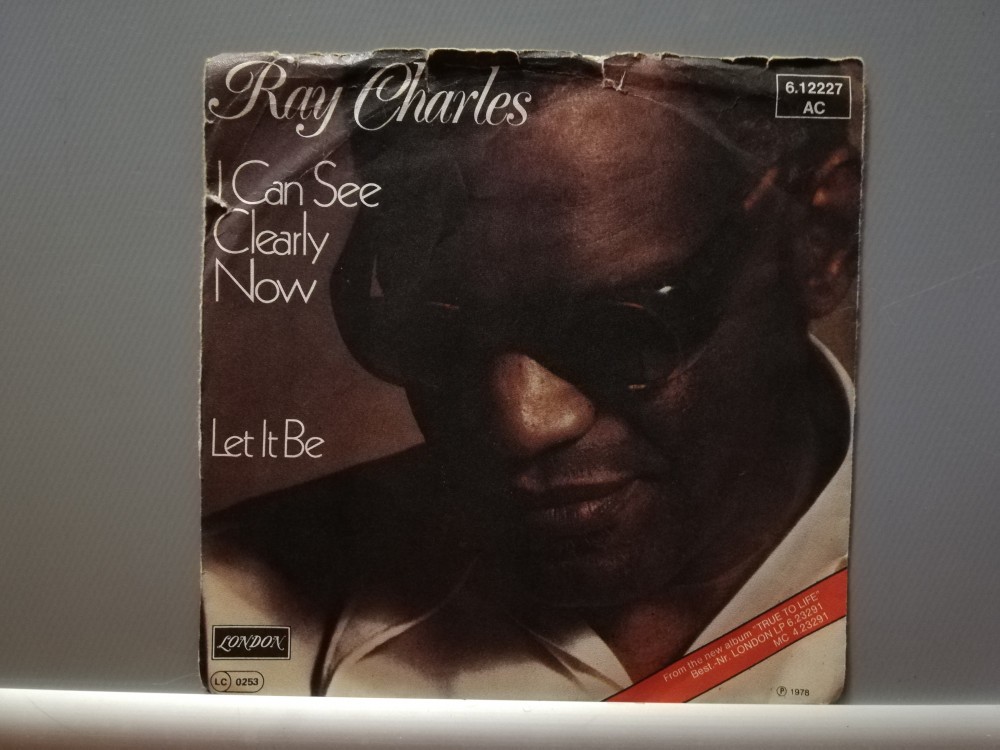 Ray Charles
6.12227
AC
I Can See
Clearly
Now
Let It Be
From the new album "TRUE TO LIFE"
Best.-Nr. LONDON LP 6.23291
MC 4.23291
LONDON
LC 0253
℗ 1978